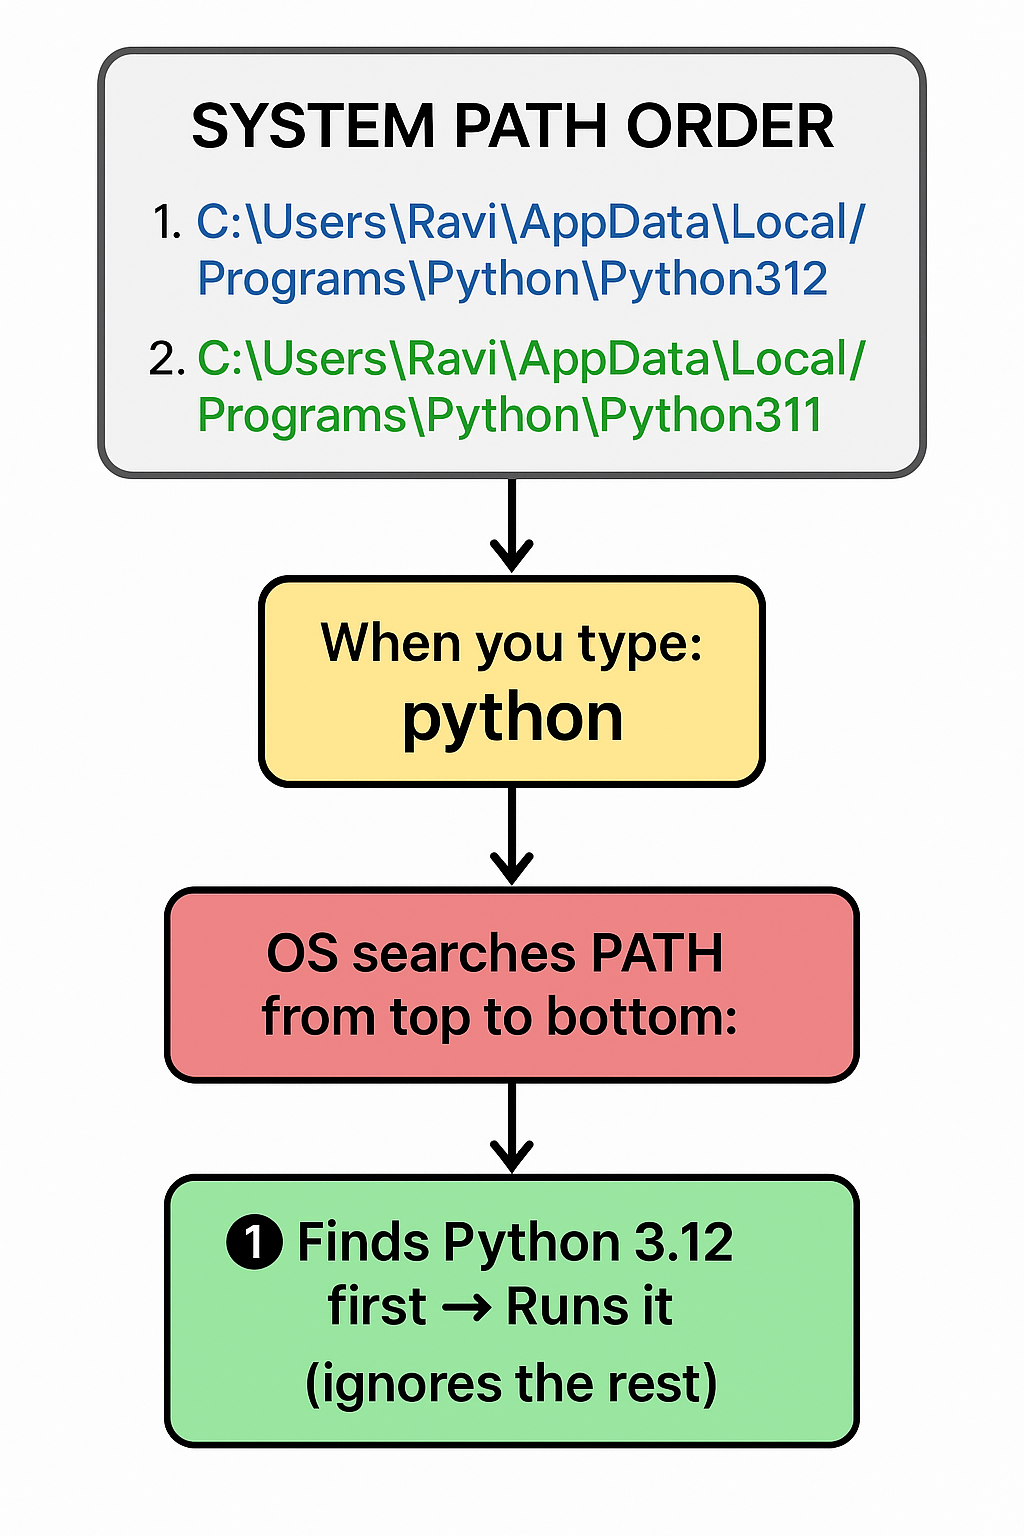 SYSTEM PATH ORDER
1. C:\Users\Ravi\AppData\Local/
Programs\Python\Python312
2. C:\Users\Ravi\AppData\Local/
Programs\Python\Python311
When you type:
python
OS searches PATH
from top to bottom:
❶ Finds Python 3.12
first → Runs it
(ignores the rest)